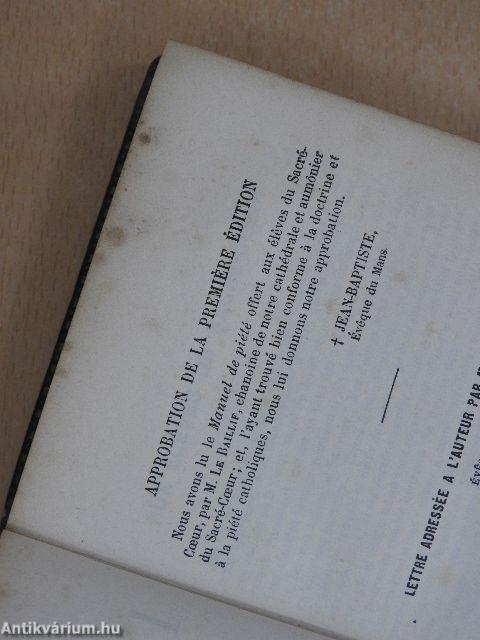 APPROBATION DE LA PREMIÈRE ÉDITION
Nous avons lu le Manuel de piété offert aux élèves du Sacré-
Cœur, par M. LE BAILLIF, chanoine de notre cathédrale et aumônier
du Sacré-Cœur; et, l'ayant trouvé bien conforme à la doctrine et
à la piété catholiques, nous lui donnons notre approbation.
† JEAN-BAPTISTE,
Évêque du Mans.
LETTRE ADRESSÉE A L'AUTEUR PAR
Évê
Antikvárium.hu